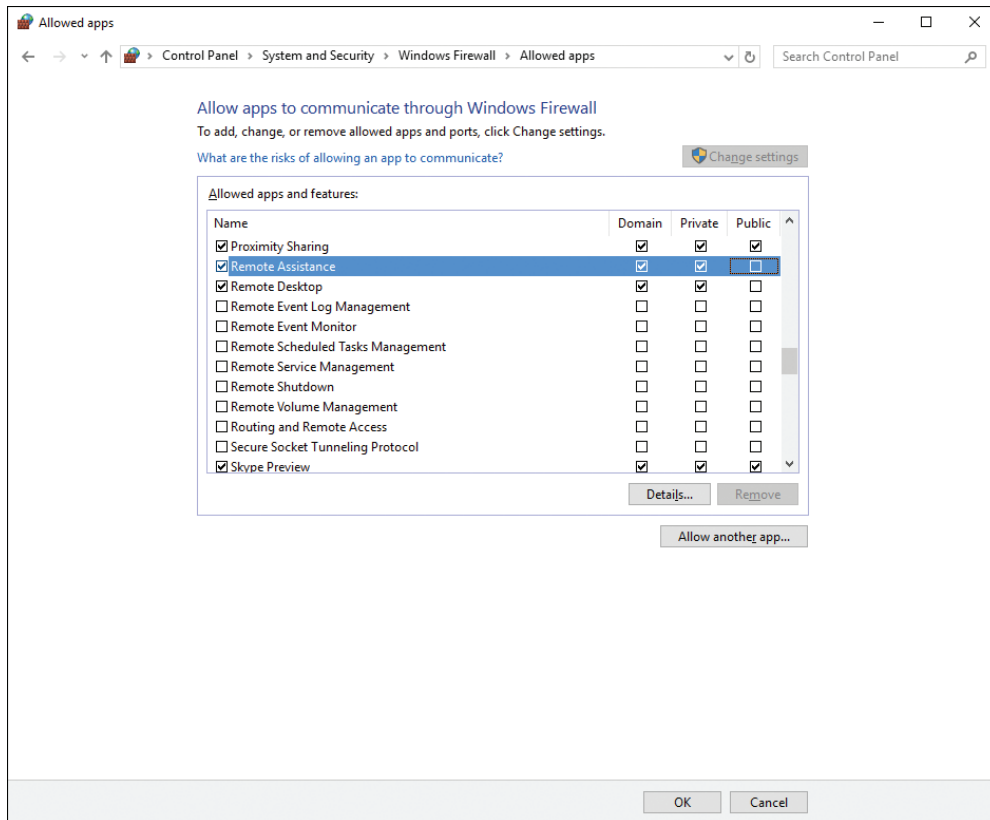 Allowed apps
Control Panel › System and Security › Windows Firewall › Allowed apps
Search Control Panel
Allow apps to communicate through Windows Firewall
To add, change, or remove allowed apps and ports, click Change settings.
What are the risks of allowing an app to communicate?
Change settings
Allowed apps and features:
Name Domain Private Public
Proximity Sharing
Remote Assistance
Remote Desktop
Remote Event Log Management
Remote Event Monitor
Remote Scheduled Tasks Management
Remote Service Management
Remote Shutdown
Remote Volume Management
Routing and Remote Access
Secure Socket Tunneling Protocol
Skype Preview
Details... Remove
Allow another app...
OK Cancel